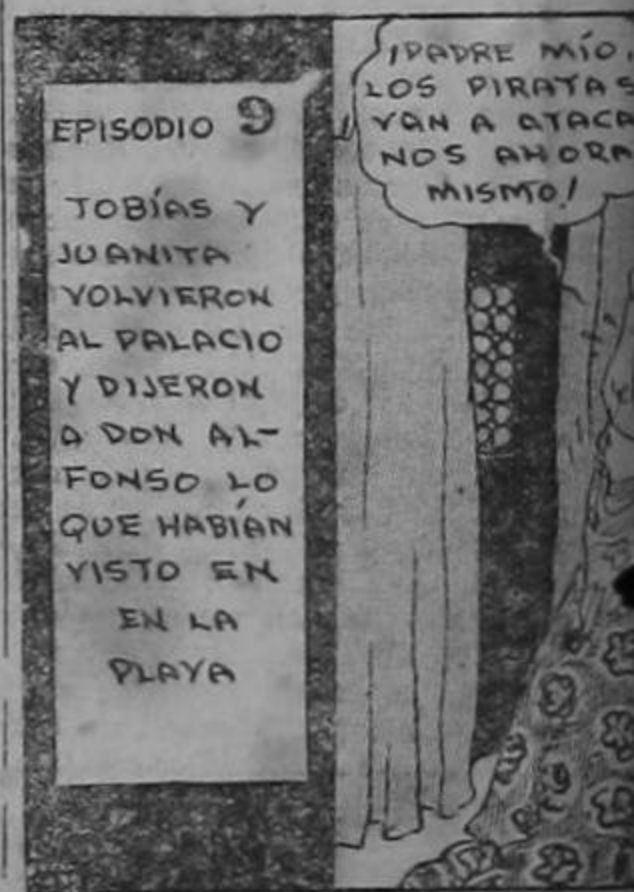 EPISODIO 9
TOBÍAS Y
JUANITA
VOLVIERON
AL PALACIO
Y DIJERON
A DON AL-
FONSO LO
QUE HABÍAN
VISTO EN
EN LA
PLAYA
¡PADRE MÍO,
LOS PIRATAS
VAN A ATACA
NOS AHORA
MISMO!